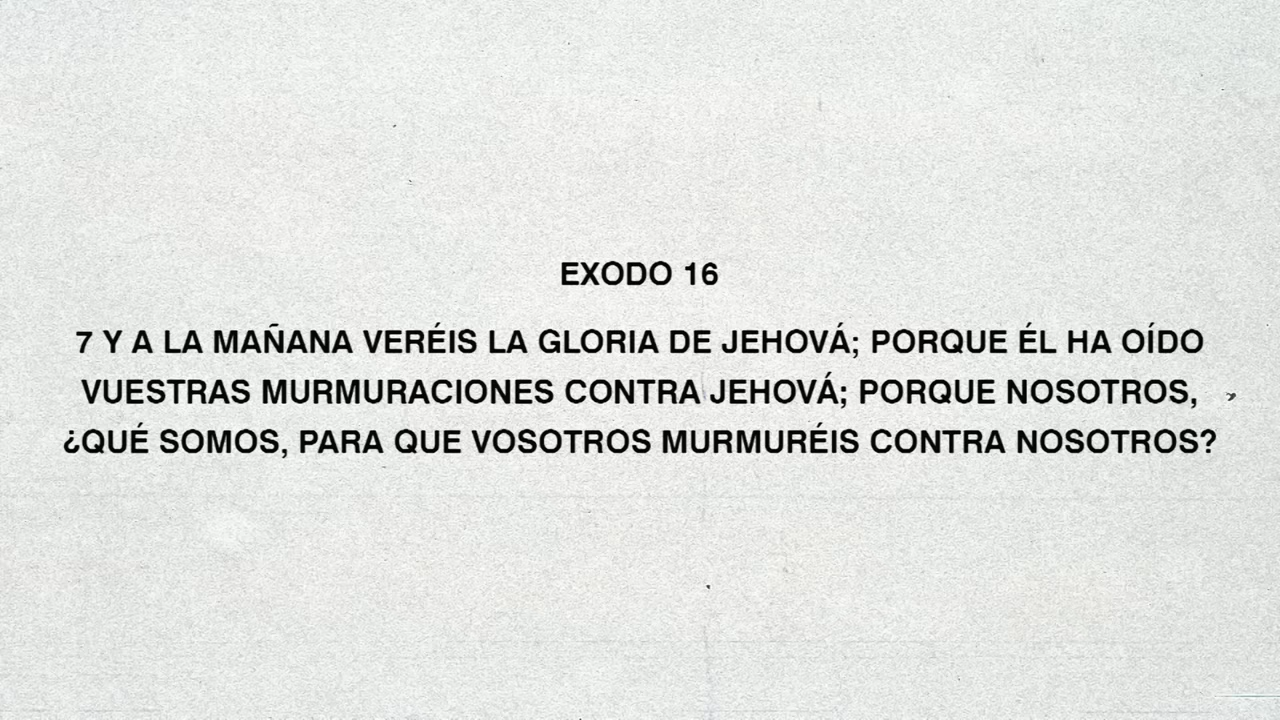 EXODO 16
7 Y A LA MAÑANA VERÉIS LA GLORIA DE JEHOVÁ; PORQUE ÉL HA OÍDO
VUESTRAS MURMURACIONES CONTRA JEHOVÁ; PORQUE NOSOTROS,
¿QUÉ SOMOS, PARA QUE VOSOTROS MURMURÉIS CONTRA NOSOTROS?